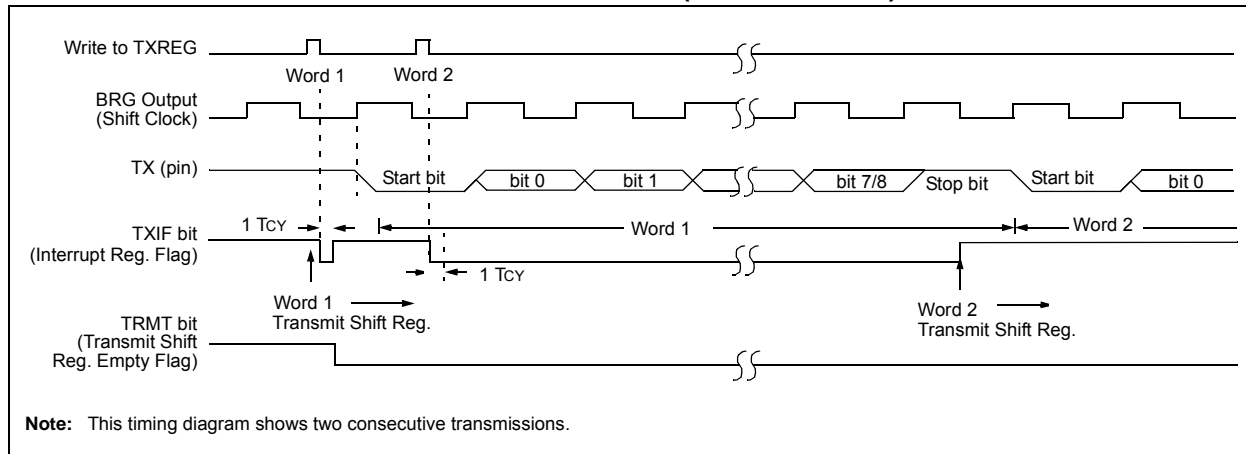 Write to TXREG
Word 1
Word 2
BRG Output
(Shift Clock)
TX (pin)
Start bit
bit 0
bit 1
bit 7/8
Stop bit
Start bit
bit 0
1 TCY
Word 1
Word 2
TXIF bit
(Interrupt Reg. Flag)
1 TCY
Word 1
Transmit Shift Reg.
Word 2
Transmit Shift Reg.
TRMT bit
(Transmit Shift
Reg. Empty Flag)
Note: This timing diagram shows two consecutive transmissions.